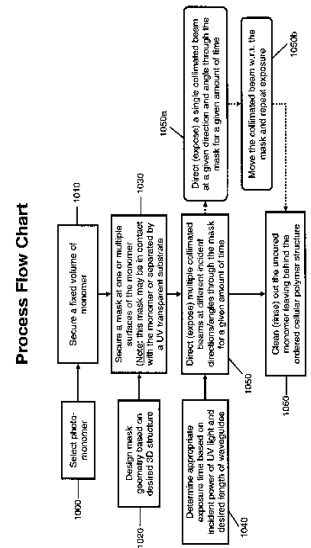 Process Flow Chart
1000
Select photo-
monomer
1010
Secure a fixed volume of
monomer
1020
Design mask
geometry based on
desired 3D structure
1030
Secure a mask at one or multiple
surfaces of the monomer
(Note: this mask may be in contact
with the monomer or separated by
a UV transparent substrate
1040
Determine appropriate
exposure time based on
incident power of UV light and
desired length of waveguides
1050
Direct (expose) multiple collimated
beams at different incident
directions/angles through the mask
for a given amount of time
1050a
Direct (expose) a single collimated beam
at a given direction and angle through the
mask for a given amount of time
1050b
Move the collimated beam w.r.t. the
mask and repeat exposure
1060
Clean (rinse) out the uncured
monomer leaving behind the
ordered cellular polymer structure